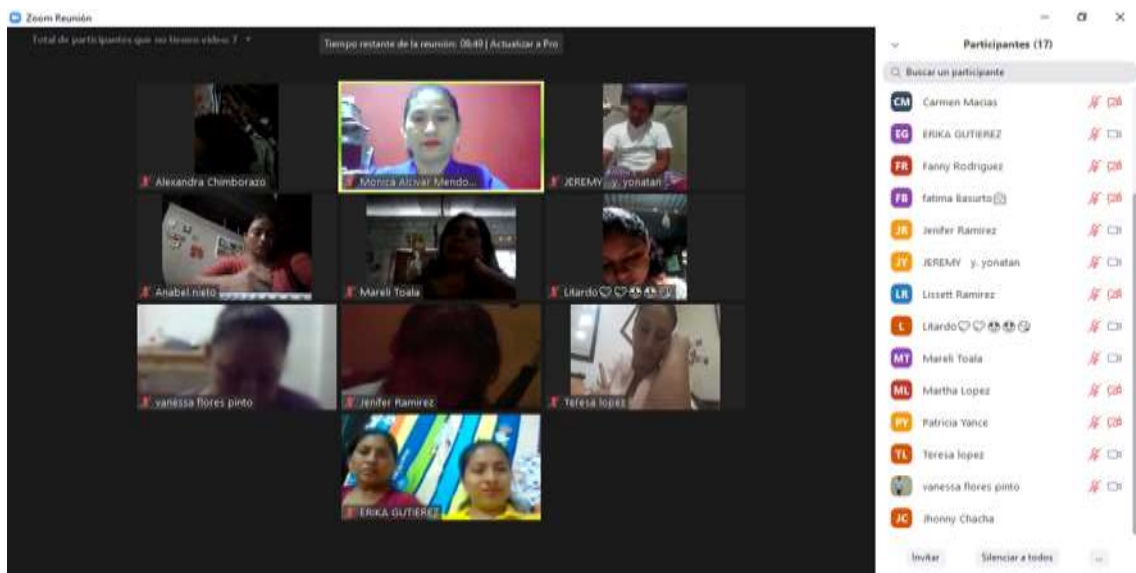 Zoom Reunión
Total de participantes que no tienen video: 7
Tiempo restante de la reunión: 08:49 | Actualizar a Pro
Alexandra Chimborazo
Monica Alcivar Mendo...
JEREMY y. yonatan
Anabel nieto
Mareli Toala
Litardo
vanessa flores pinto
Jenifer Ramirez
Teresa lopez
ERIKA GUTIEREZ
Participantes (17)
Buscar un participante
CM Carmen Macias
EG ERIKA GUTIEREZ
FR Fanny Rodriguez
FB fatima Basurto
JR Jenifer Ramirez
JY JEREMY y. yonatan
LR Lissett Ramirez
L Litardo
MT Mareli Toala
ML Martha Lopez
PY Patricia Yance
TL Teresa lopez
vanessa flores pinto
JC Jhonny Chacha
Invitar Silenciar a todos ...